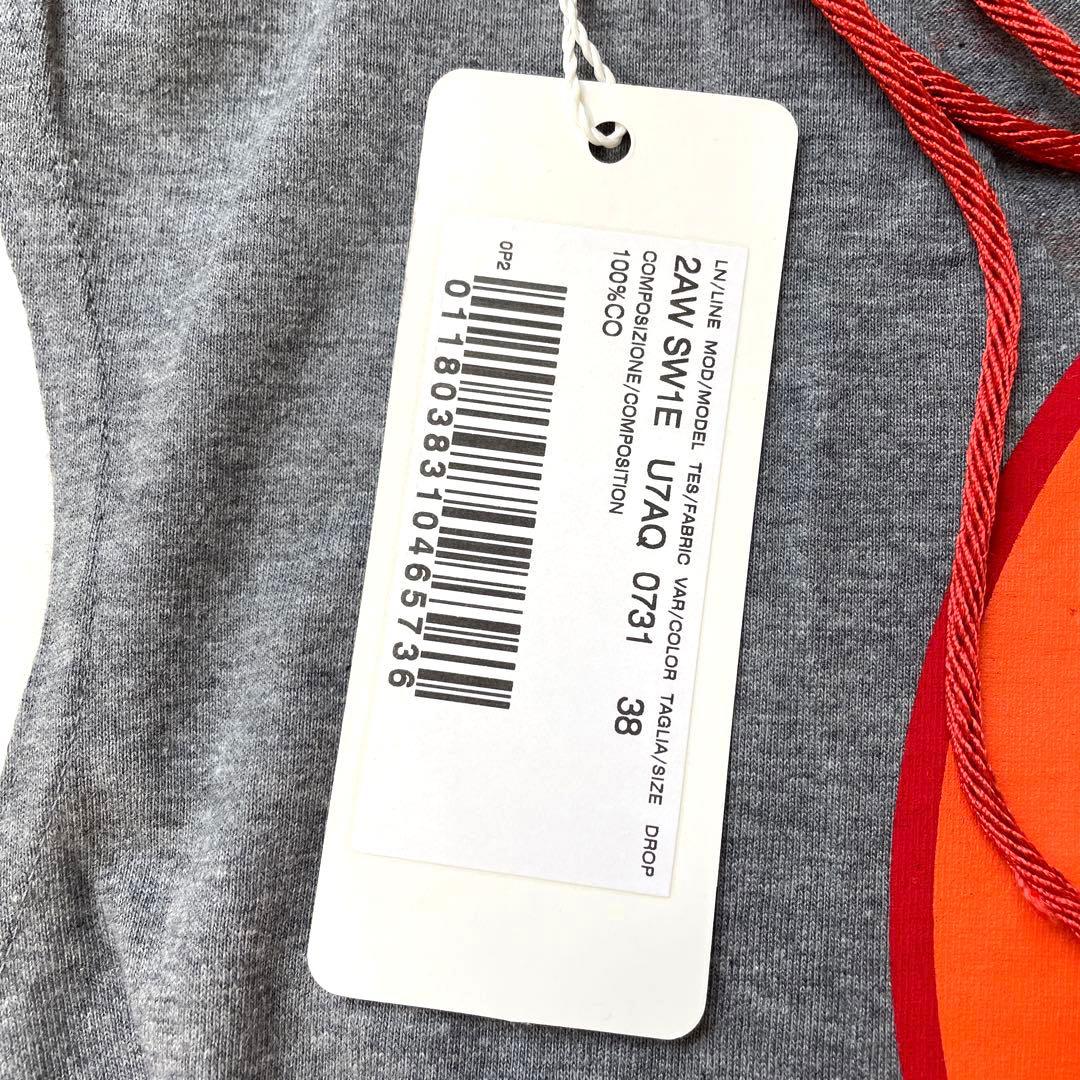 LN/LINE MOD/MODEL TES/FABRIC VAR/COLOR TAGLIA/SIZE DROP
2AW SW1E U7AQ 0731 38
COMPOSIZIONE/COMPOSITION
100%CO
0P2
0118038310465736